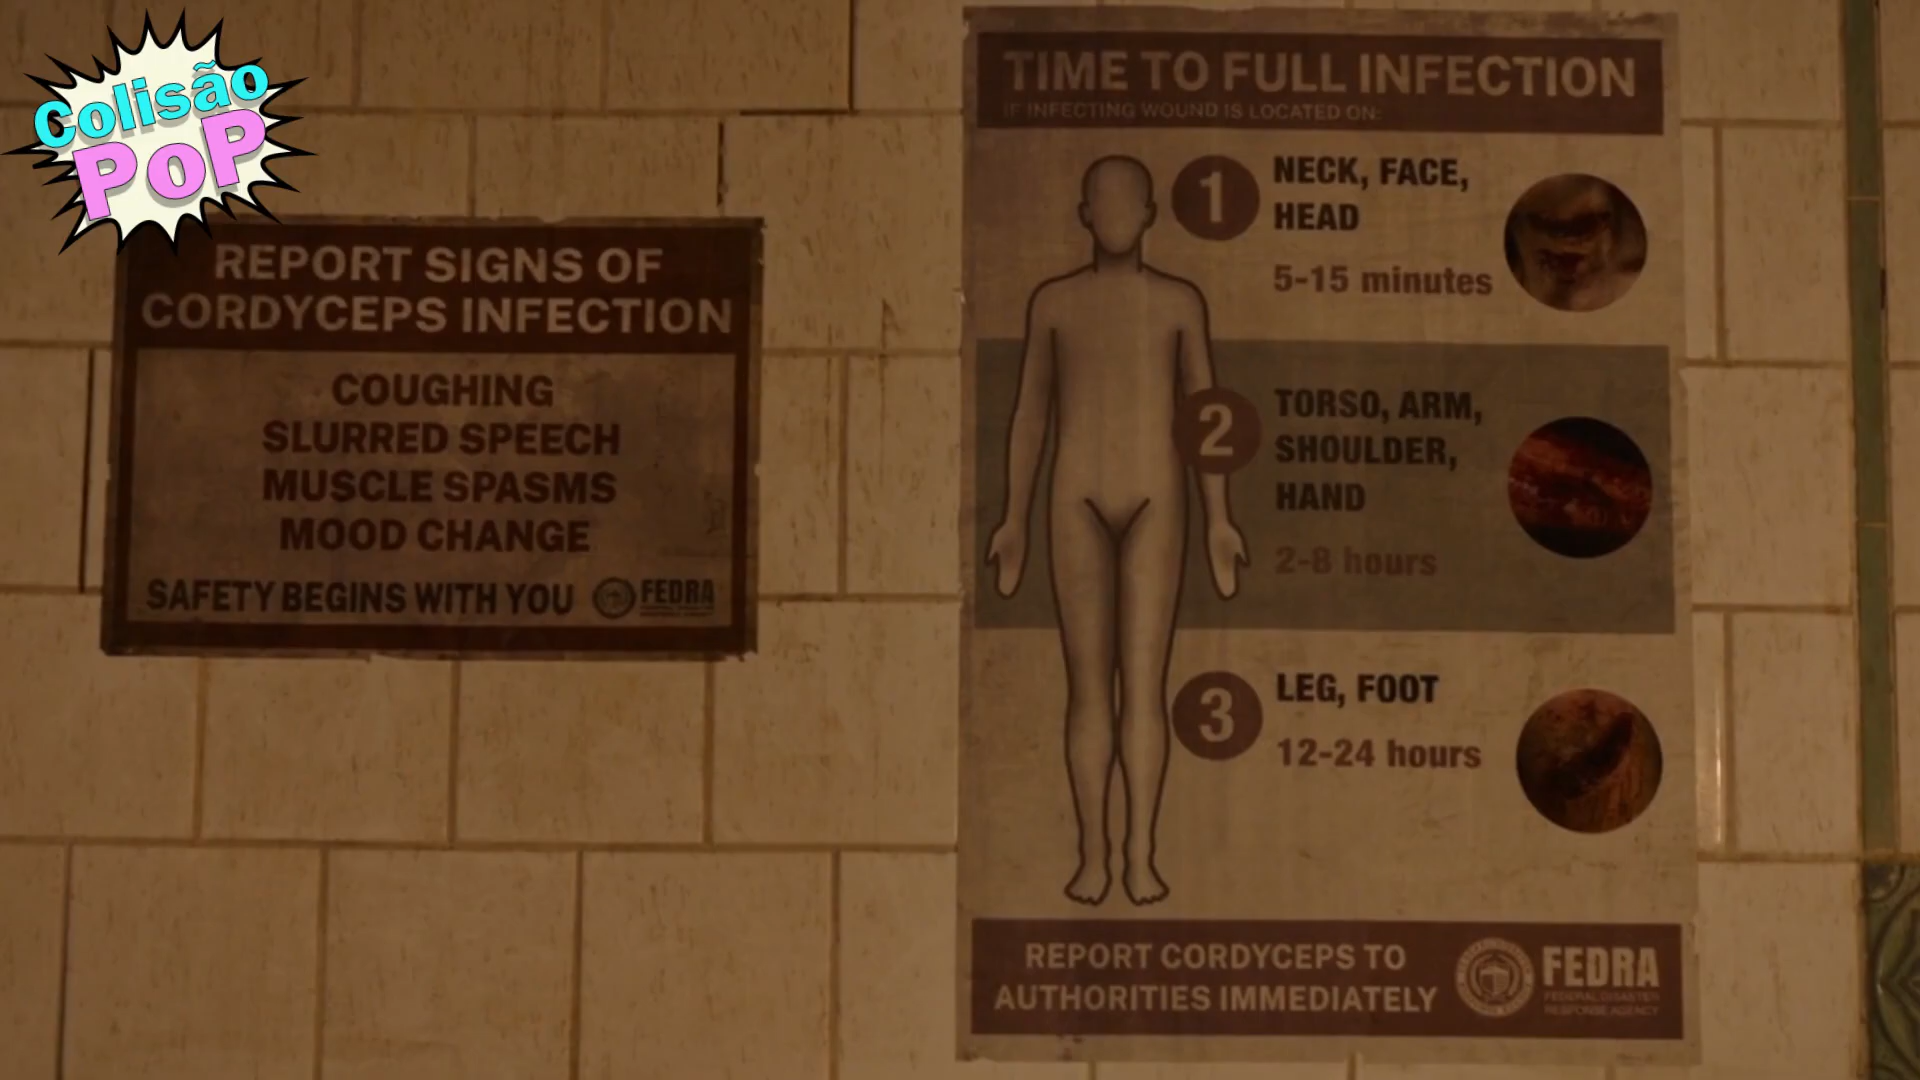 Colisão
PoP
REPORT SIGNS OF
CORDYCEPS INFECTION
COUGHING
SLURRED SPEECH
MUSCLE SPASMS
MOOD CHANGE
SAFETY BEGINS WITH YOU
FEDRA
TIME TO FULL INFECTION
IF INFECTING WOUND IS LOCATED ON:
1
NECK, FACE,
HEAD
5-15 minutes
2
TORSO, ARM,
SHOULDER,
HAND
2-8 hours
3
LEG, FOOT
12-24 hours
REPORT CORDYCEPS TO
AUTHORITIES IMMEDIATELY
FEDRA
FEDERAL DISASTER
RESPONSE AGENCY